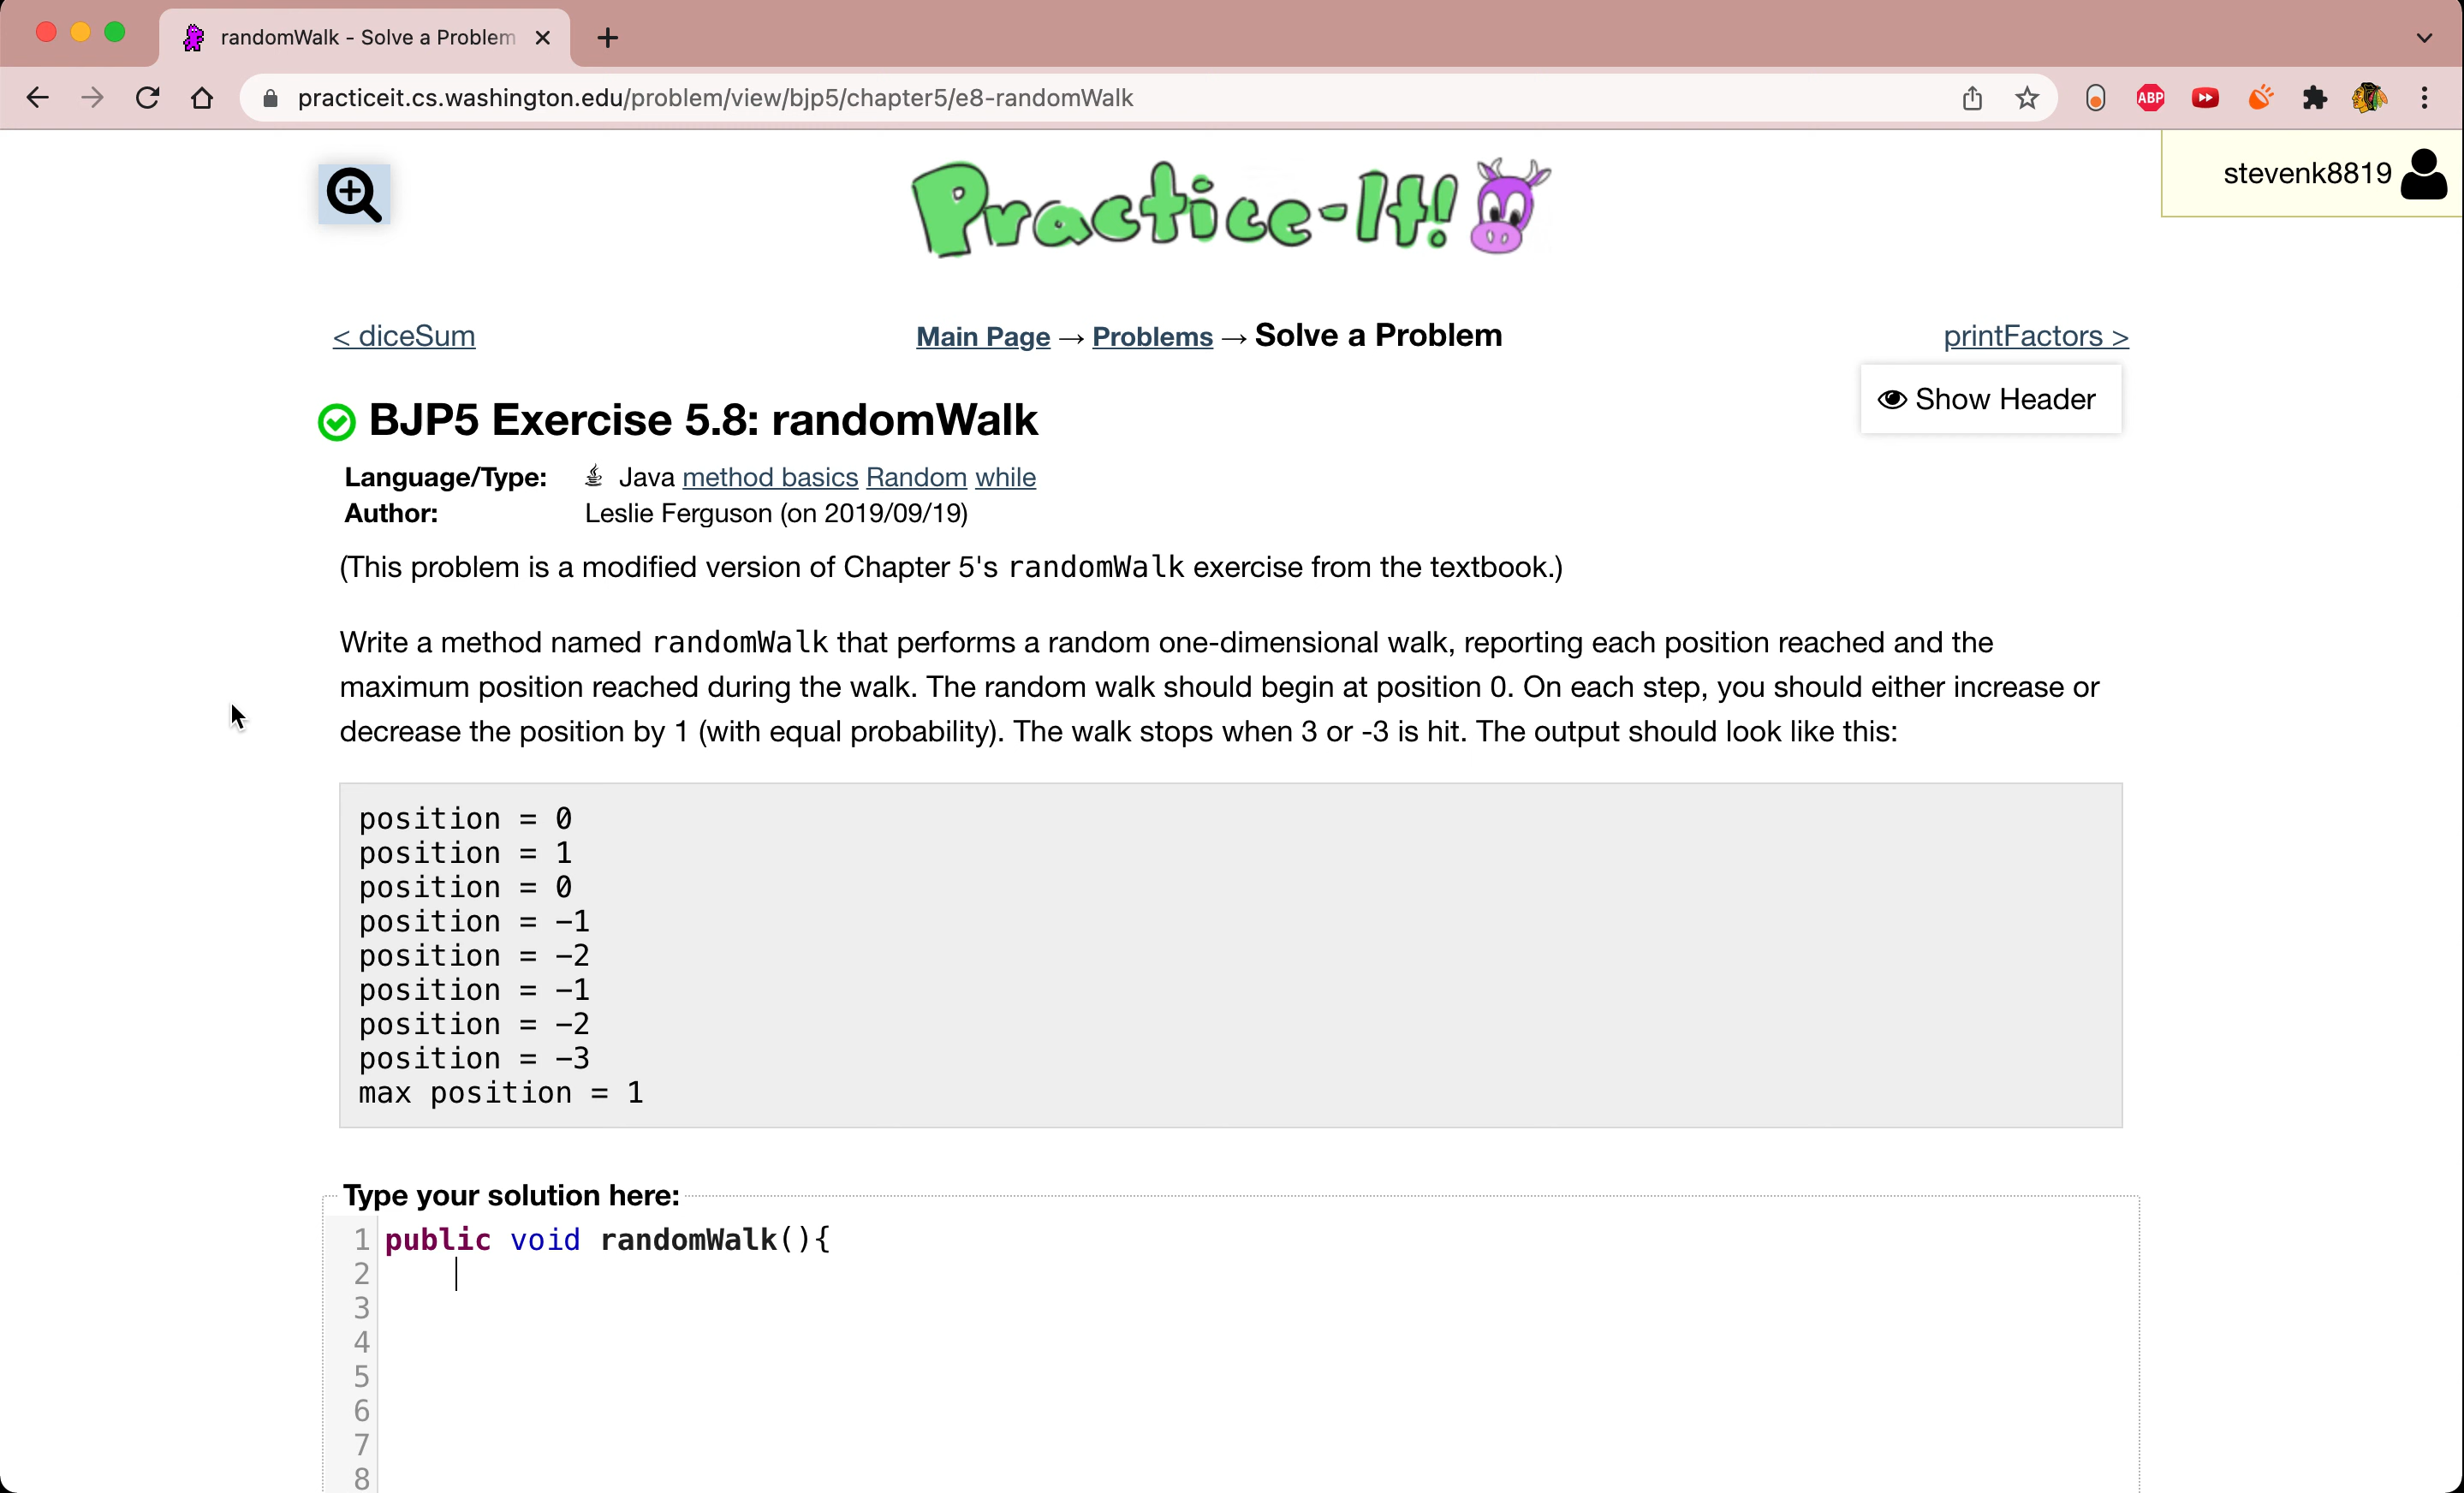 randomWalk - Solve a Problem
practiceit.cs.washington.edu/problem/view/bjp5/chapter5/e8-randomWalk
ABP
Practice-It!
stevenk8819
< diceSum
Main Page → Problems → Solve a Problem
printFactors >
Show Header
BJP5 Exercise 5.8: randomWalk
Language/Type: Java method basics Random while
Author: Leslie Ferguson (on 2019/09/19)
(This problem is a modified version of Chapter 5's randomWalk exercise from the textbook.)
Write a method named randomWalk that performs a random one-dimensional walk, reporting each position reached and the
maximum position reached during the walk. The random walk should begin at position 0. On each step, you should either increase or
decrease the position by 1 (with equal probability). The walk stops when 3 or -3 is hit. The output should look like this:
position = 0
position = 1
position = 0
position = -1
position = -2
position = -1
position = -2
position = -3
max position = 1
Type your solution here:
1 public void randomWalk(){
2
3
4
5
6
7
8